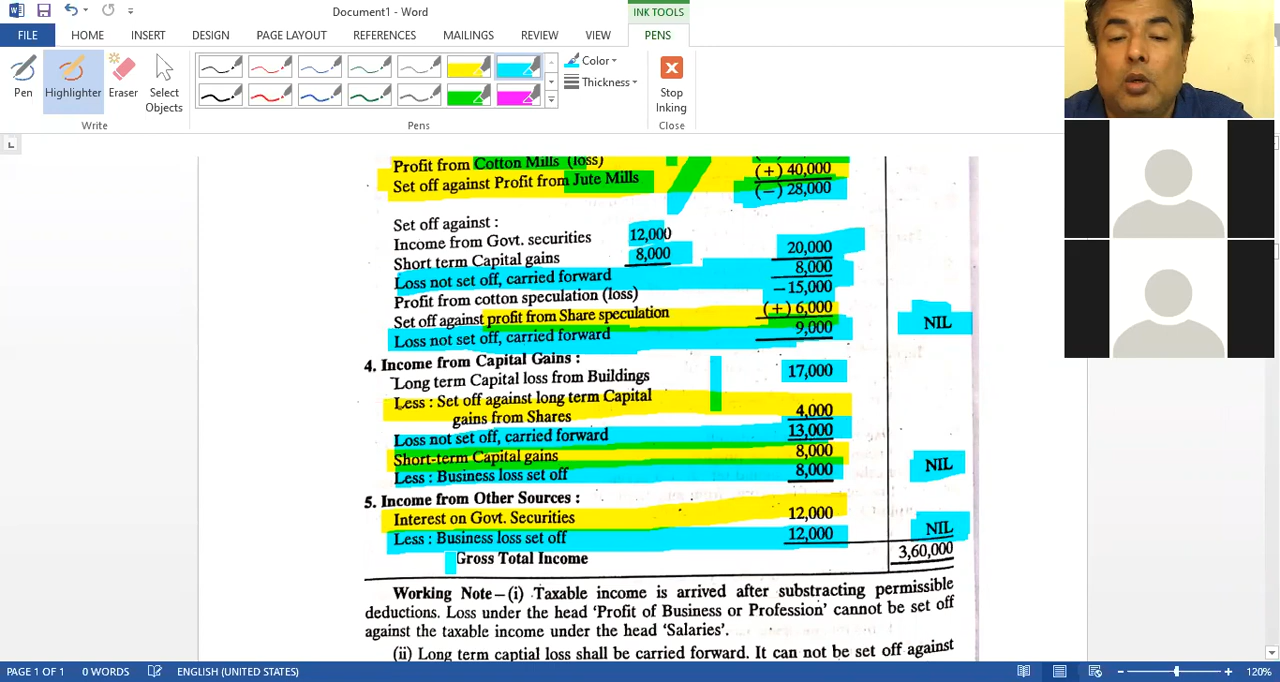 Document1 - Word
INK TOOLS
FILE HOME INSERT DESIGN PAGE LAYOUT REFERENCES MAILINGS REVIEW VIEW PENS
Pen Highlighter Eraser Select Objects
Color
Thickness
Stop Inking
Write Pens Close
Profit from Cotton Mills (loss)
Set off against Profit from Jute Mills (+) 40,000
(-) 28,000
Set off against :
Income from Govt. securities 12,000
Short term Capital gains 8,000 20,000
Loss not set off, carried forward 8,000
Profit from cotton speculation (loss) -15,000
Set off against profit from Share speculation (+) 6,000
Loss not set off, carried forward 9,000 NIL
4. Income from Capital Gains :
Long term Capital loss from Buildings 17,000
Less : Set off against long term Capital
gains from Shares 4,000
Loss not set off, carried forward 13,000
Short-term Capital gains 8,000
Less : Business loss set off 8,000 NIL
5. Income from Other Sources :
Interest on Govt. Securities 12,000
Less : Business loss set off 12,000 NIL
Gross Total Income 3,60,000
Working Note—(i) Taxable income is arrived after substracting permissible
deductions. Loss under the head 'Profit of Business or Profession' cannot be set off
against the taxable income under the head 'Salaries'.
(ii) Long term captial loss shall be carried forward. It can not be set off against
PAGE 1 OF 1 0 WORDS ENGLISH (UNITED STATES) 120%